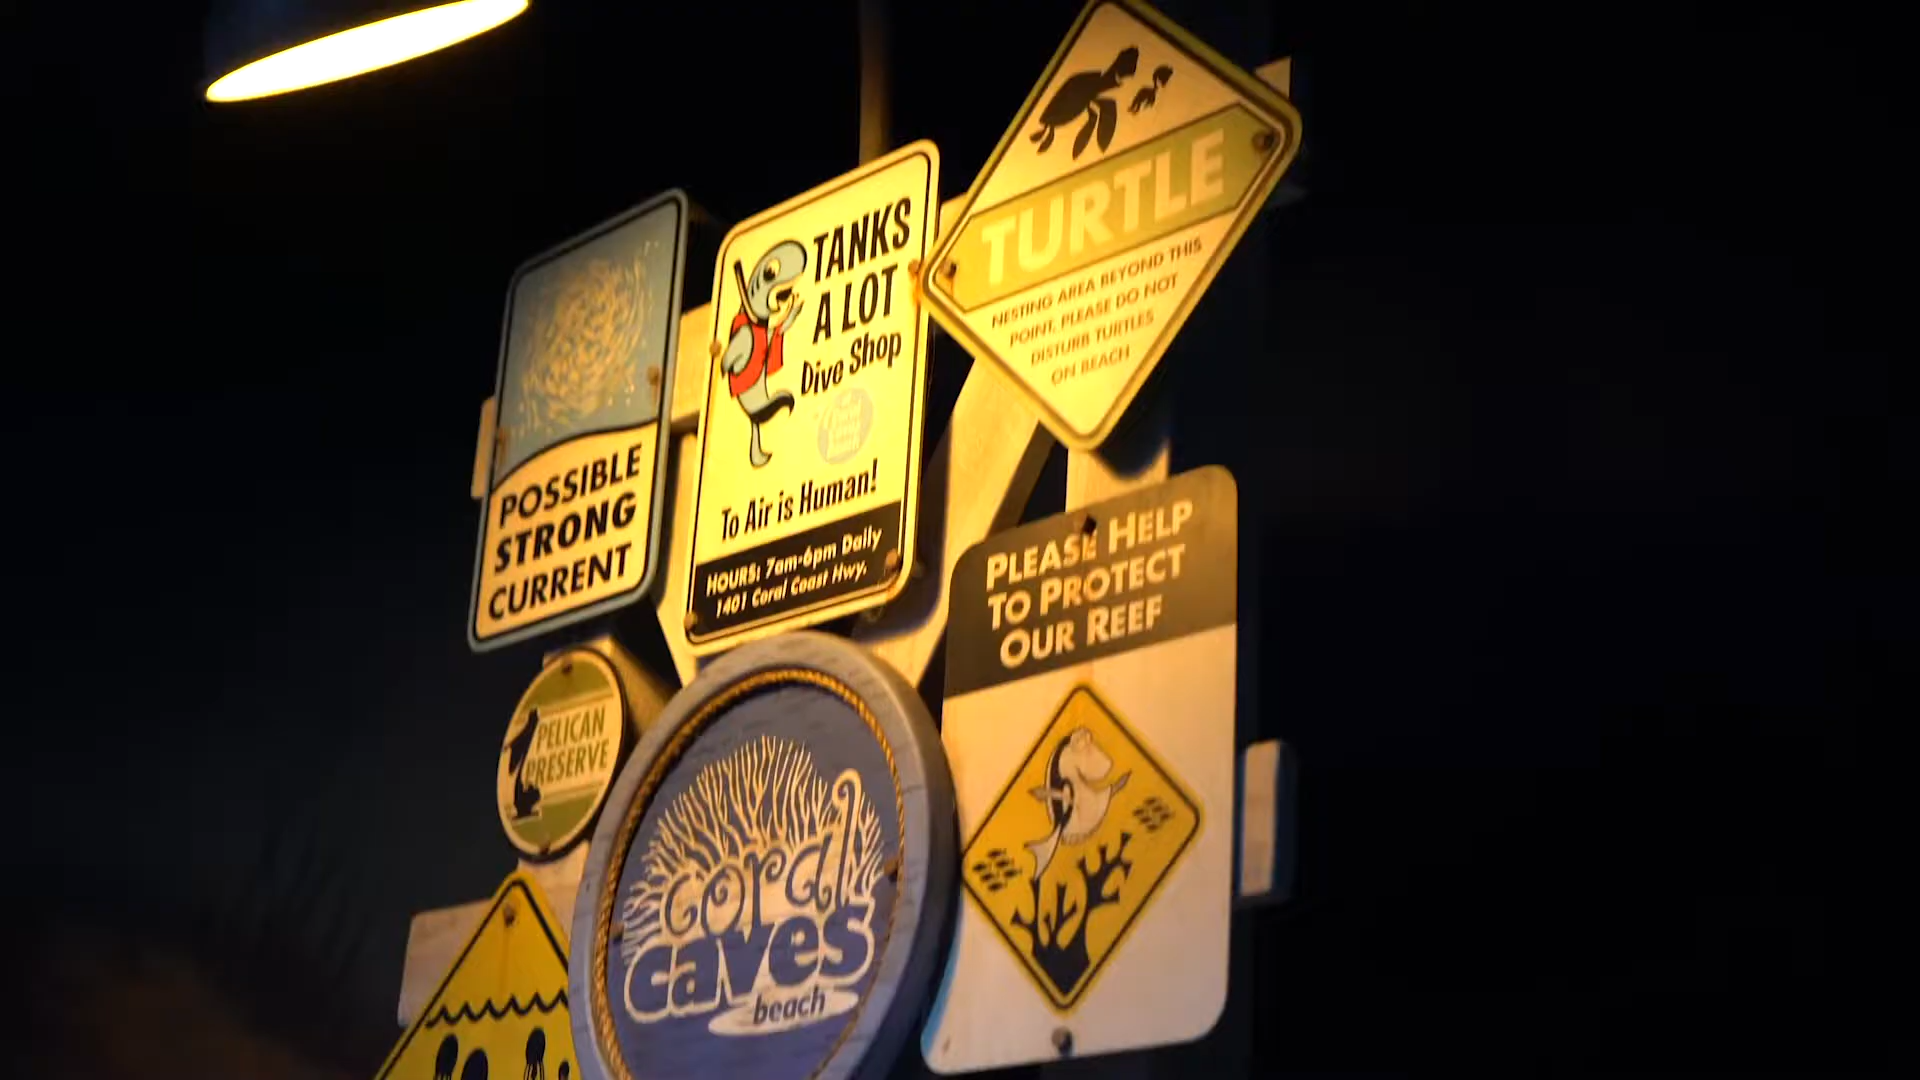 TURTLE
NESTING AREA BEYOND THIS
POINT, PLEASE DO NOT
DISTURB TURTLES
ON BEACH
TANKS
A LOT
Dive Shop
To Air is Human!
HOURS: 7am-6pm Daily
1401 Coral Coast Hwy.
POSSIBLE
STRONG
CURRENT
PLEASE HELP
TO PROTECT
OUR REEF
PELICAN
PRESERVE
coral
caves
beach